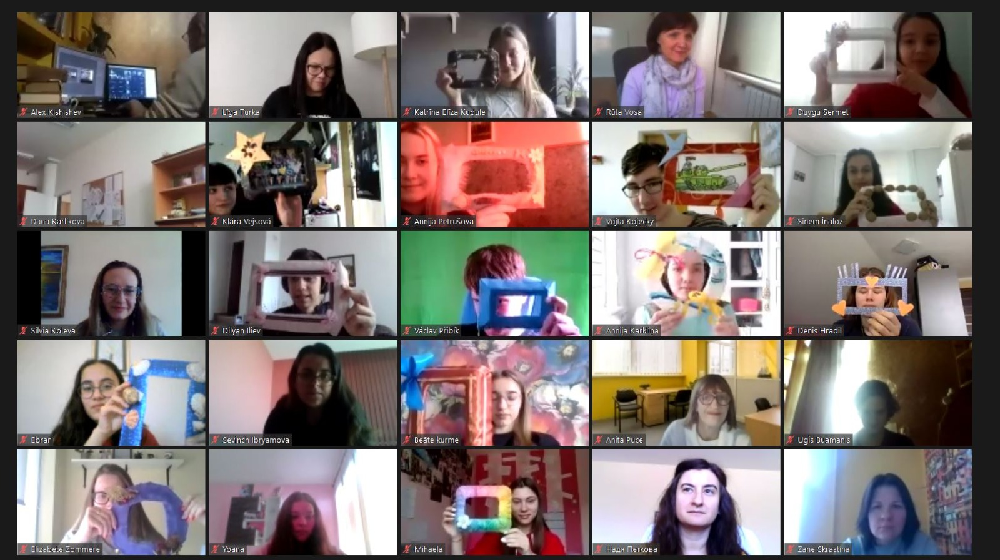 Alex Kishishev
Līga Turka
Katrīna Elīza Kudule
Rūta Vosa
Duygu Sermet
Dana Karlikova
Klára Vejsová
Annija Petrušova
Vojta Kojecky
Sinem İnalöz
Silvia Koleva
Dilyan Iliev
Václav Přibík
Annija Kārkliņa
Denis Hradil
Ebrar
Sevinch Ibryamova
Beāte kurme
Anita Puce
Ugis Buamanis
Elizabete Zommere
Yoana
Mihaela
Надя Петкова
Zane Skrastiņa